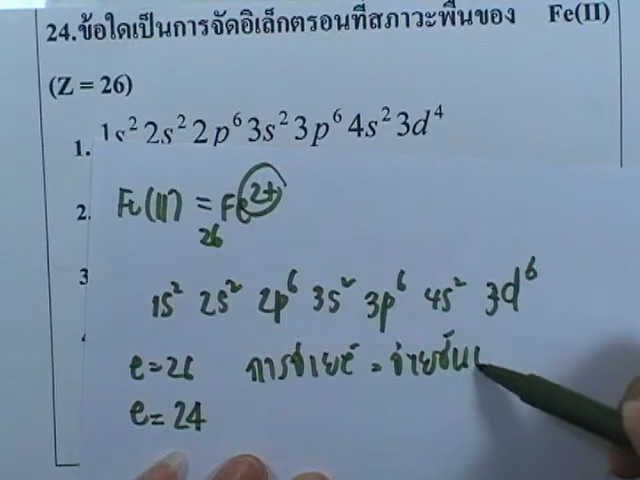 24.ข้อใดเป็นการจัดอิเล็กตรอนที่สภาวะพื้นของ Fe(II)
(Z = 26)
1. 1s² 2s² 2p⁶ 3s² 3p⁶ 4s² 3d⁴
2.
Fe(II) = Fe²⁺
26
3
1s² 2s² 2p⁶ 3s² 3p⁶ 4s² 3d⁶
e = 26 การจ่ายe = จ่ายชั้น
e = 24